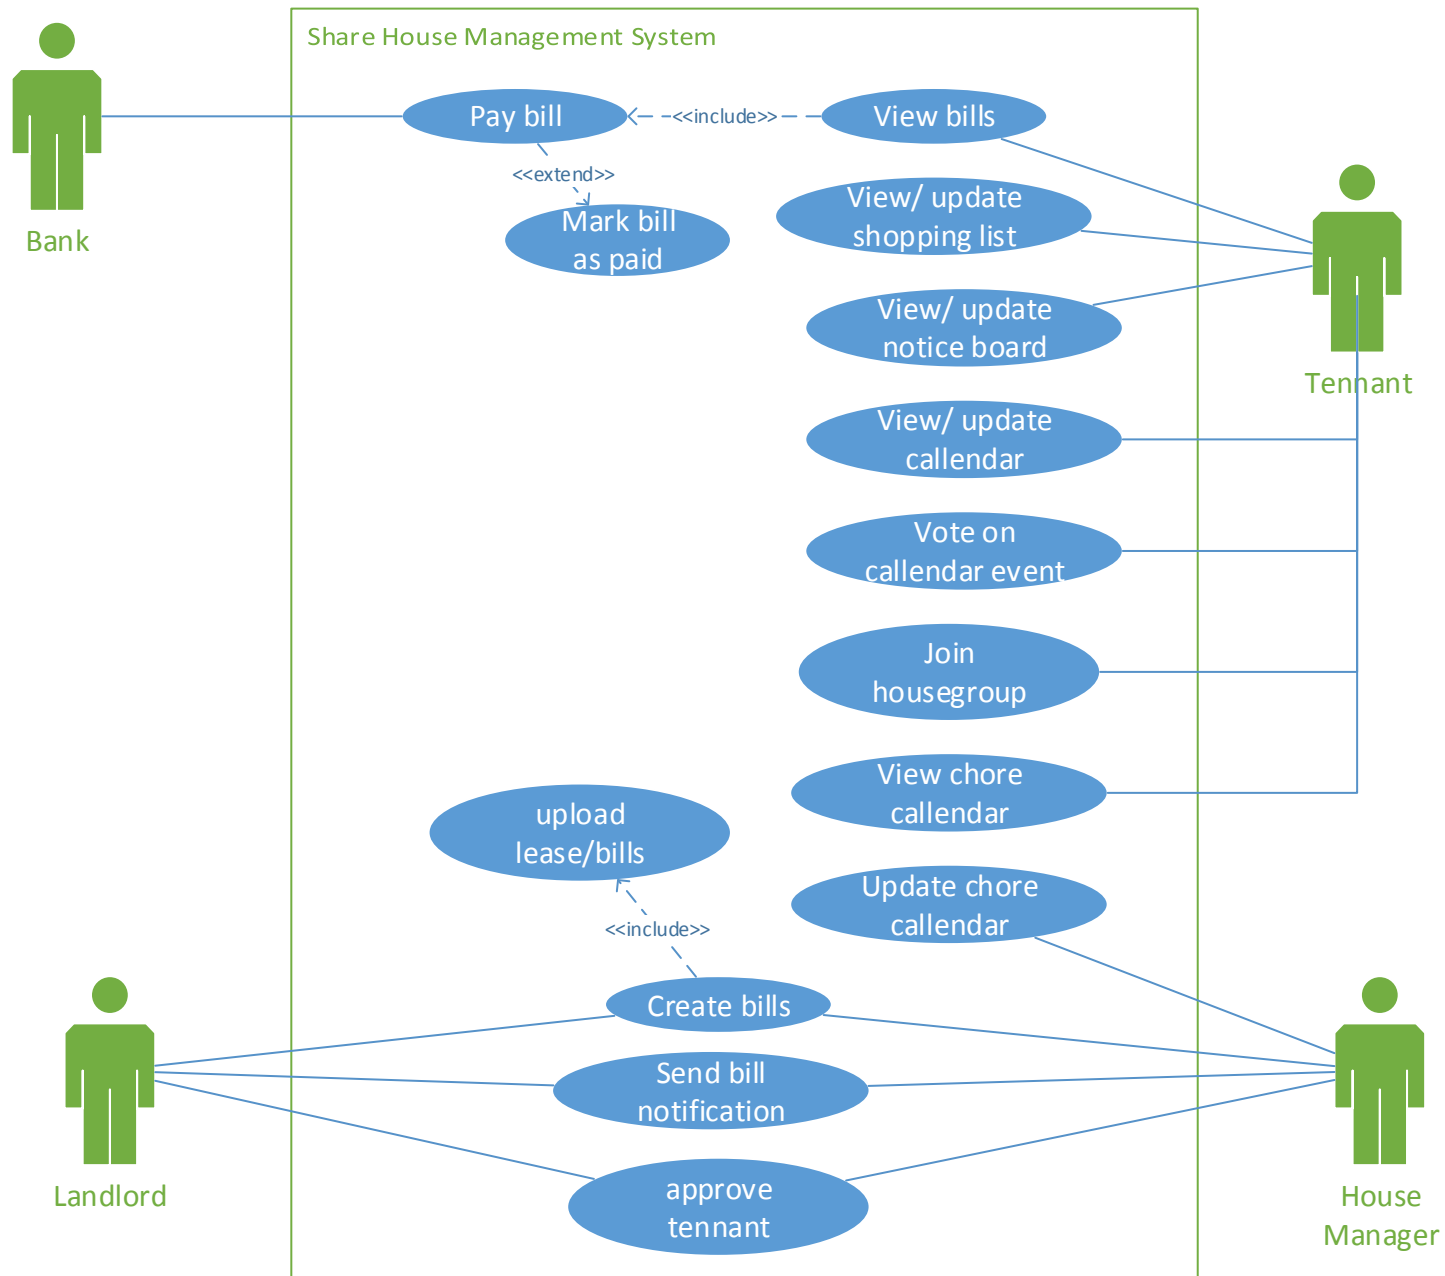 Share House Management System
Pay bill
<<include>>
View bills
<<extend>>
Mark bill
as paid
Bank
View/ update
shopping list
View/ update
notice board
Tennant
View/ update
callendar
Vote on
callendar event
Join
housegroup
View chore
callendar
upload
lease/bills
Update chore
callendar
<<include>>
Create bills
Send bill
notification
approve
tennant
Landlord
House
Manager